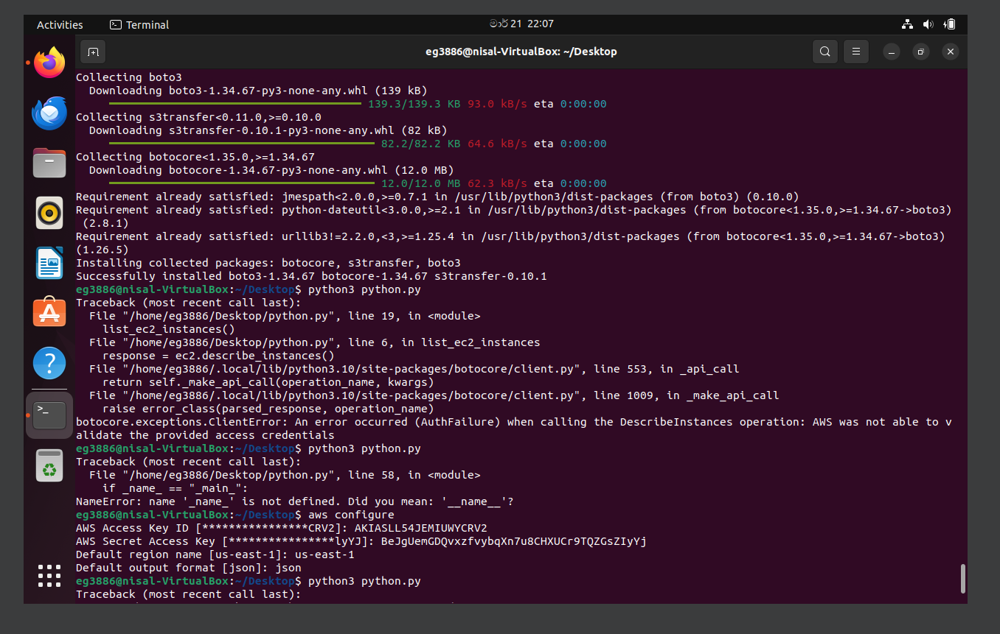 Activities
Terminal
මාර් 21 22:07
eg3886@nisal-VirtualBox: ~/Desktop
Collecting boto3
Downloading boto3-1.34.67-py3-none-any.whl (139 kB)
139.3/139.3 KB 93.0 kB/s eta 0:00:00
Collecting s3transfer<0.11.0,>=0.10.0
Downloading s3transfer-0.10.1-py3-none-any.whl (82 kB)
82.2/82.2 KB 64.6 kB/s eta 0:00:00
Collecting botocore<1.35.0,>=1.34.67
Downloading botocore-1.34.67-py3-none-any.whl (12.0 MB)
12.0/12.0 MB 62.3 kB/s eta 0:00:00
Requirement already satisfied: jmespath<2.0.0,>=0.7.1 in /usr/lib/python3/dist-packages (from boto3) (0.10.0)
Requirement already satisfied: python-dateutil<3.0.0,>=2.1 in /usr/lib/python3/dist-packages (from botocore<1.35.0,>=1.34.67->boto3)
(2.8.1)
Requirement already satisfied: urllib3!=2.2.0,<3,>=1.25.4 in /usr/lib/python3/dist-packages (from botocore<1.35.0,>=1.34.67->boto3)
(1.26.5)
Installing collected packages: botocore, s3transfer, boto3
Successfully installed boto3-1.34.67 botocore-1.34.67 s3transfer-0.10.1
eg3886@nisal-VirtualBox:~/Desktop$ python3 python.py
Traceback (most recent call last):
File "/home/eg3886/Desktop/python.py", line 19, in <module>
list_ec2_instances()
File "/home/eg3886/Desktop/python.py", line 6, in list_ec2_instances
response = ec2.describe_instances()
File "/home/eg3886/.local/lib/python3.10/site-packages/botocore/client.py", line 553, in _api_call
return self._make_api_call(operation_name, kwargs)
File "/home/eg3886/.local/lib/python3.10/site-packages/botocore/client.py", line 1009, in _make_api_call
raise error_class(parsed_response, operation_name)
botocore.exceptions.ClientError: An error occurred (AuthFailure) when calling the DescribeInstances operation: AWS was not able to v
alidate the provided access credentials
eg3886@nisal-VirtualBox:~/Desktop$ python3 python.py
Traceback (most recent call last):
File "/home/eg3886/Desktop/python.py", line 58, in <module>
if _name_ == "_main_":
NameError: name '_name_' is not defined. Did you mean: '__name__'?
eg3886@nisal-VirtualBox:~/Desktop$ aws configure
AWS Access Key ID [****************CRV2]: AKIASLL54JEMIUWYCRV2
AWS Secret Access Key [****************lyYJ]: 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
Default region name [us-east-1]: us-east-1
Default output format [json]: json
eg3886@nisal-VirtualBox:~/Desktop$ python3 python.py
Traceback (most recent call last):